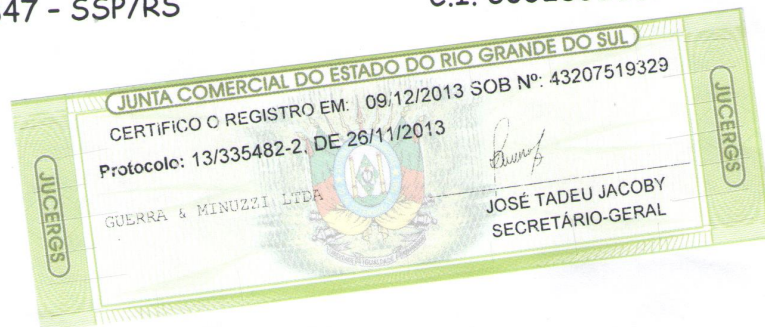 47 - SSP/RS
C.I.
JUNTA COMERCIAL DO ESTADO DO RIO GRANDE DO SUL
CERTIFICO O REGISTRO EM: 09/12/2013 SOB Nº: 43207519329
Protocolo: 13/335482-2, DE 26/11/2013
GUERRA & MINUZZI LTDA
JOSÉ TADEU JACOBY
SECRETÁRIO-GERAL
JUCERGS
JUCERGS